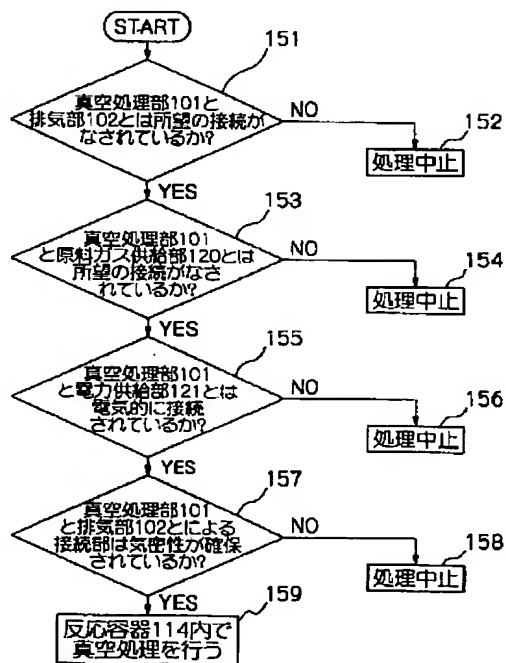 START
151
真空処理部101と
排気部102とは所望の接続が
なされているか?
NO
152
処理中止
YES
153
真空処理部101
と原料ガス供給部120とは
所望の接続がなさ
れているか?
NO
154
処理中止
YES
155
真空処理部101
と電力供給部121とは
電気的に接続
されているか?
NO
156
処理中止
YES
157
真空処理部101
と排気部102とによる
接続部は気密性が確保
されているか?
NO
158
処理中止
YES
159
反応容器114内で
真空処理を行う